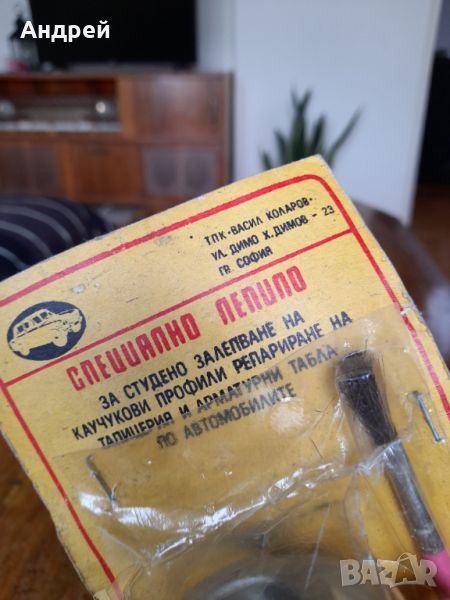 Андрей
ТПК • ВАСИЛ КОЛАРОВ •
УЛ. ДИМО Х. ДИМОВ - 23
ГР. СОФИЯ
СПЕЦИАЛНО ЛЕПИЛО
ЗА СТУДЕНО ЗАЛЕПВАНЕ НА
КАУЧУКОВИ ПРОФИЛИ РЕПАРИРАНЕ НА
ТАПИЦЕРИЯ И АРМАТУРНИ ТАБЛА
ПО АВТОМОБИЛИТЕ
BAZAR